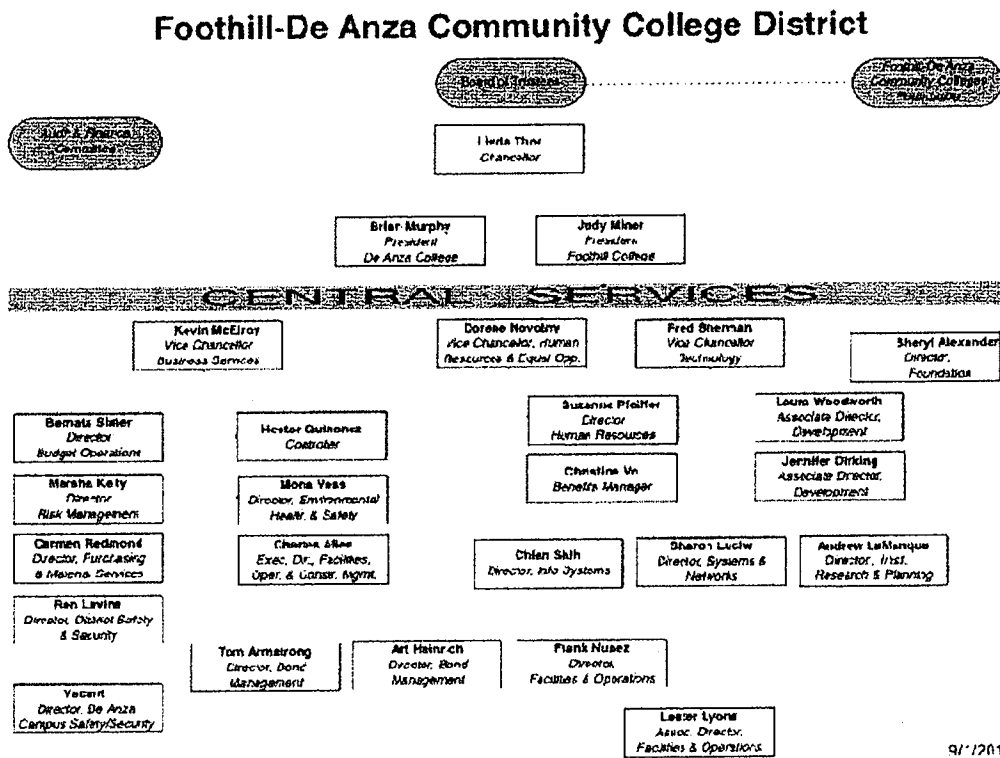 Foothill-De Anza Community College District
Board of Trustees
Foothill-De Anza
Community Colleges
Foundation
Audit & Finance
Committee
Linda Thor
Chancellor
Brian Murphy
President
De Anza College
Judy Miner
President
Foothill College
CENTRAL SERVICES
Kevin McElroy
Vice Chancellor
Business Services
Dorene Novotny
Vice Chancellor, Human
Resources & Equal Opp.
Fred Sherman
Vice Chancellor
Technology
Sheryl Alexander
Director,
Foundation
Bernata Slater
Director
Budget Operations
Hector Quinonez
Controller
Suzanne Pfeiffer
Director
Human Resources
Laura Woodworth
Associate Director,
Development
Marsha Kelly
Director
Risk Management
Mona Voss
Director, Environmental
Health, & Safety
Christine Vo
Benefits Manager
Jennifer Dirking
Associate Director,
Development
Carmen Redmond
Director, Purchasing
& Material Services
Charles Allen
Exec. Dir., Facilities,
Oper. & Constr. Mgmt.
Chien Shih
Director, Info Systems
Sharon Luciw
Director, Systems &
Networks
Andrew LaManque
Director, Inst.
Research & Planning
Ron Levine
Director, District Safety
& Security
Tom Armstrong
Director, Bond
Management
Art Heinrich
Director, Bond
Management
Frank Nunez
Director,
Facilities & Operations
Vacant
Director, De Anza
Campus Safety/Security
Lester Lyons
Assoc. Director,
Facilities & Operations
9/1/201